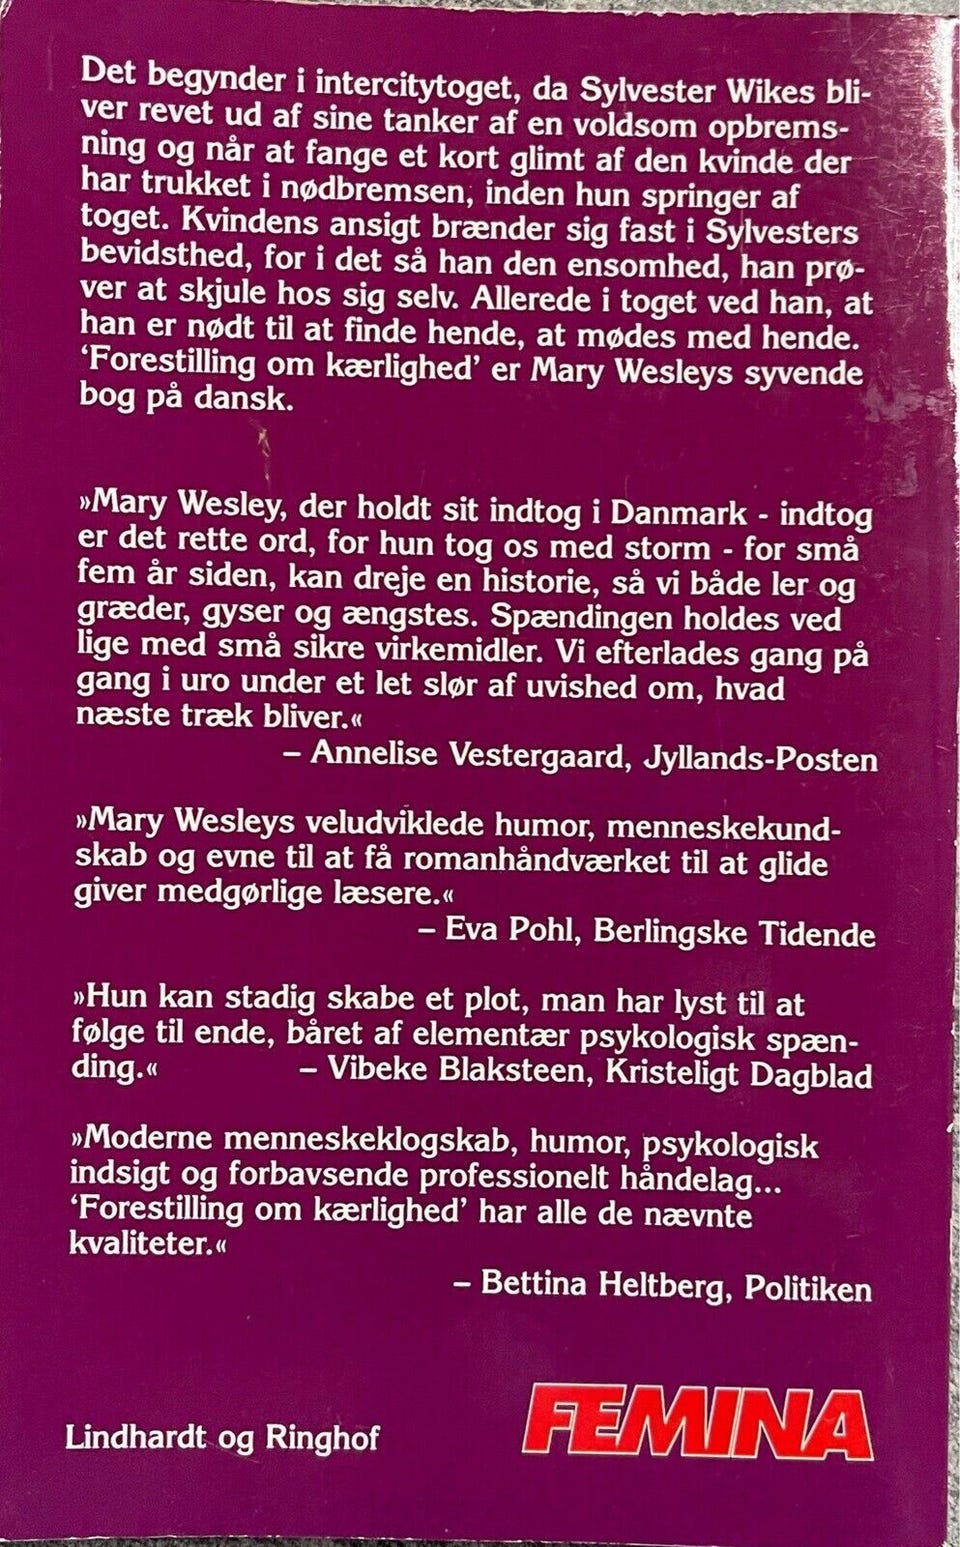 Det begynder i intercitytoget, da Sylvester Wikes bli-
ver revet ud af sine tanker af en voldsom opbrems-
ning og når at fange et kort glimt af den kvinde der
har trukket i nødbremsen, inden hun springer af
toget. Kvindens ansigt brænder sig fast i Sylvesters
bevidsthed, for i det så han den ensomhed, han prø-
ver at skjule hos sig selv. Allerede i toget ved han, at
han er nødt til at finde hende, at mødes med hende.
‘Forestilling om kærlighed’ er Mary Wesleys syvende
bog på dansk.
»Mary Wesley, der holdt sit indtog i Danmark - indtog
er det rette ord, for hun tog os med storm - for små
fem år siden, kan dreje en historie, så vi både ler og
græder, gyser og ængstes. Spændingen holdes ved
lige med små sikre virkemidler. Vi efterlades gang på
gang i uro under et let slør af uvished om, hvad
næste træk bliver.«
– Annelise Vestergaard, Jyllands-Posten
»Mary Wesleys veludviklede humor, menneskekund-
skab og evne til at få romanhåndværket til at glide
giver medgørlige læsere.«
– Eva Pohl, Berlingske Tidende
»Hun kan stadig skabe et plot, man har lyst til at
følge til ende, båret af elementær psykologisk spæn-
ding.« – Vibeke Blaksteen, Kristeligt Dagblad
»Moderne menneskeklogskab, humor, psykologisk
indsigt og forbavsende professionelt håndelag...
‘Forestilling om kærlighed’ har alle de nævnte
kvaliteter.«
– Bettina Heltberg, Politiken
Lindhardt og Ringhof
FEMINA